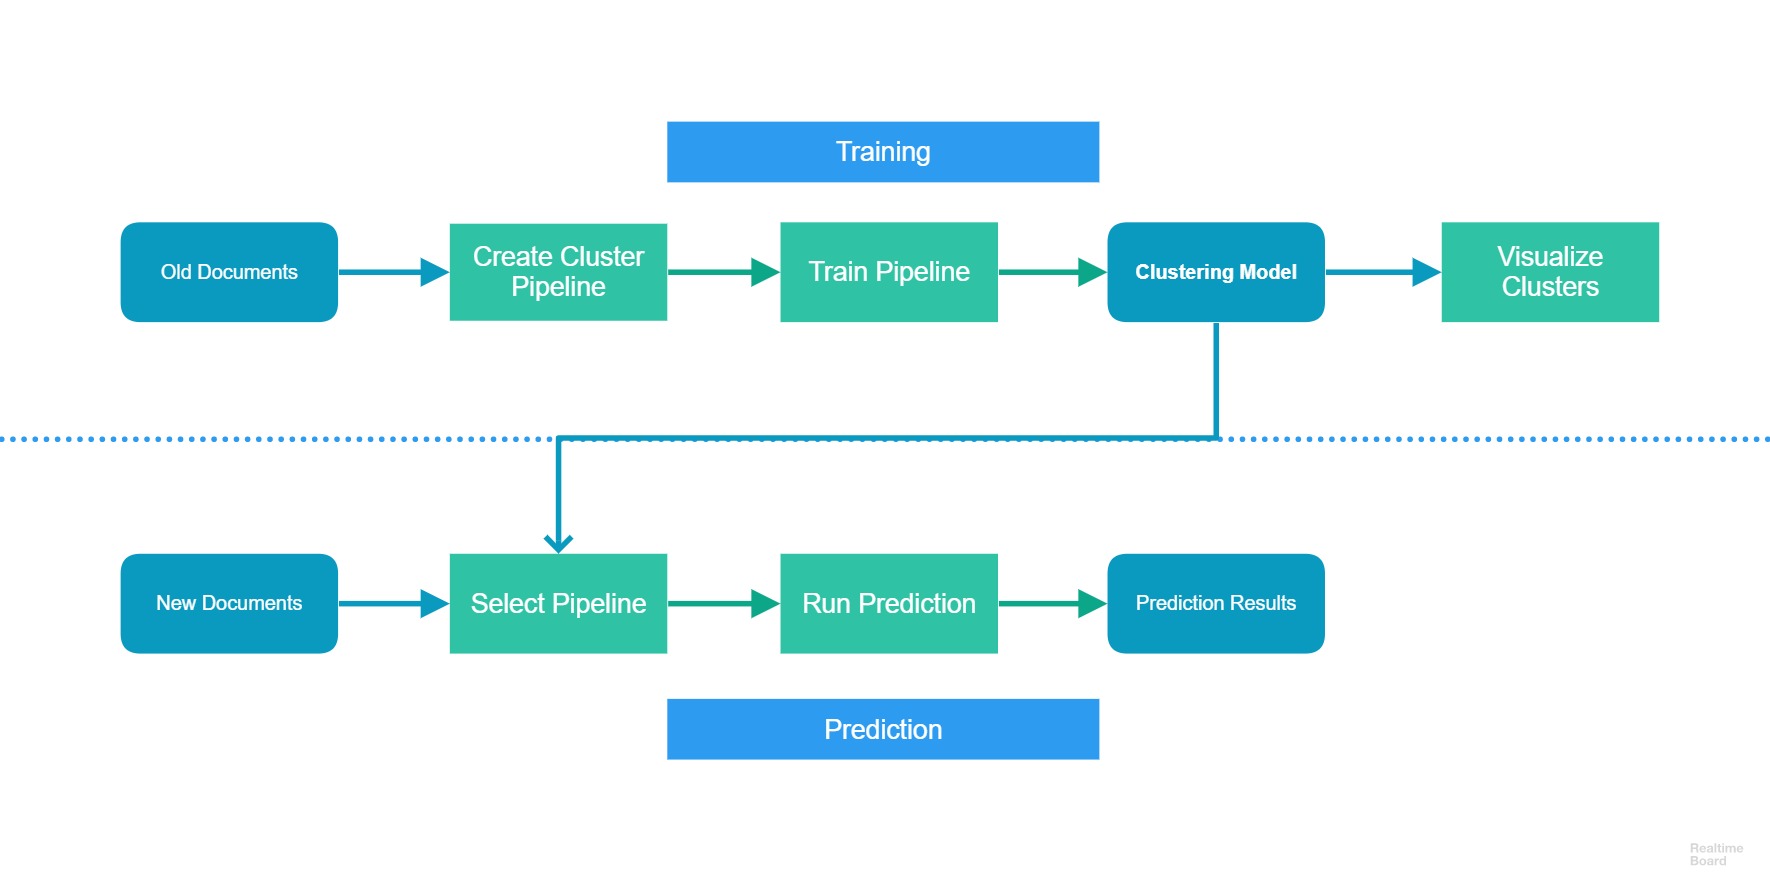 Training
Old Documents
Create Cluster
Pipeline
Train Pipeline
Clustering Model
Visualize
Clusters
New Documents
Select Pipeline
Run Prediction
Prediction Results
Prediction
Realtime
Board